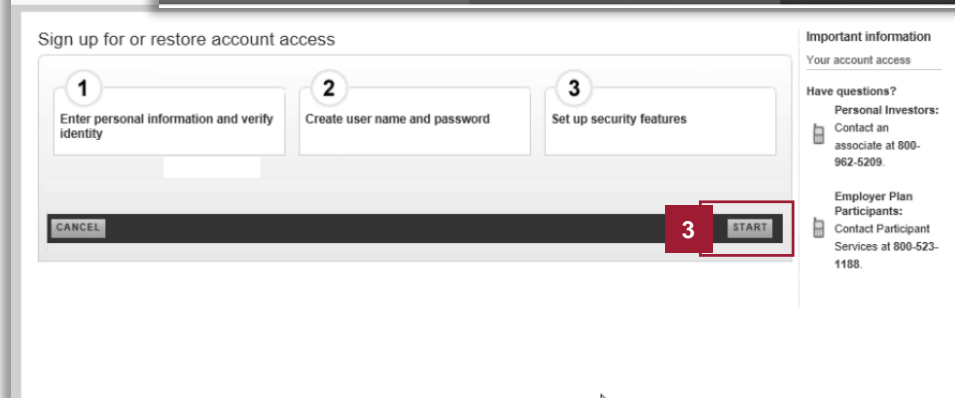 Sign up for or restore account access
1
Enter personal information and verify
identity
2
Create user name and password
3
Set up security features
CANCEL
3
START
Important information
Your account access
Have questions?
Personal Investors:
Contact an
associate at 800-
962-5209.
Employer Plan
Participants:
Contact Participant
Services at 800-523-
1188.